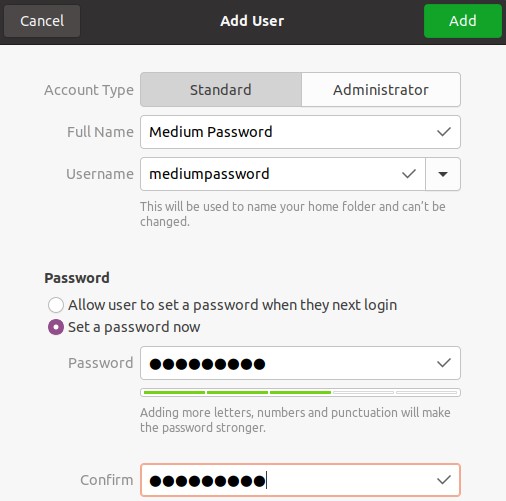 Cancel Add User Add
Account Type Standard Administrator
Full Name Medium Password
Username mediumpassword
This will be used to name your home folder and can't be
changed.
Password
Allow user to set a password when they next login
Set a password now
Password ●●●●●●●●●
Adding more letters, numbers and punctuation will make
the password stronger.
Confirm ●●●●●●●●●